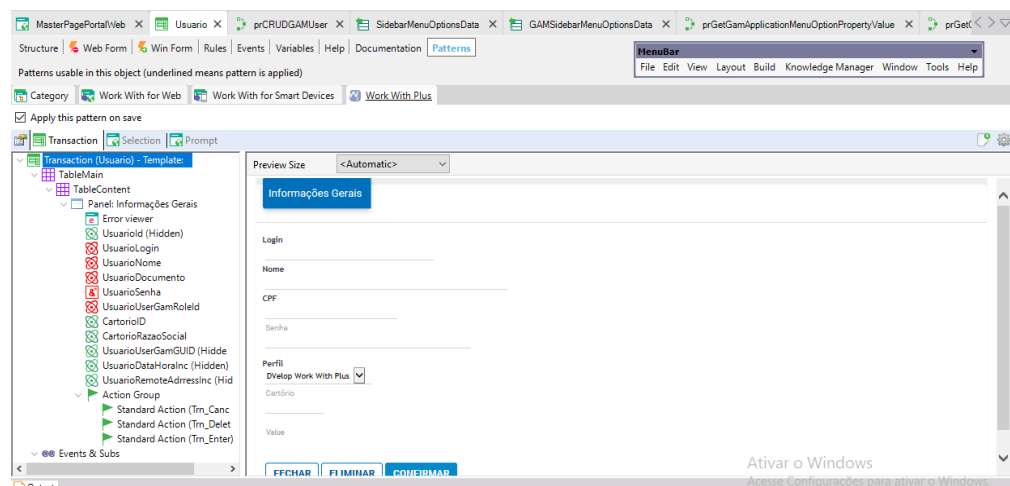 MasterPagePortalWeb X Usuario X prCRUDGAMUser X SidebarMenuOptionsData X GAMSidebarMenuOptionsData X prGetGamApplicationMenuOptionPropertyValue X
Structure Web Form Win Form Rules Events Variables Help Documentation Patterns
MenuBar
File Edit View Layout Build Knowledge Manager Window Tools Help
Patterns usable in this object (underlined means pattern is applied)
Category Work With for Web Work With for Smart Devices Work With Plus
Apply this pattern on save
Transaction Selection Prompt
Transaction (Usuario) - Template:
TableMain
TableContent
Panel: Informações Gerais
Error viewer
UsuarioId (Hidden)
UsuarioLogin
UsuarioNome
UsuarioDocumento
UsuarioSenha
UsuarioUserGamRoleId
CartorioID
CartorioRazaoSocial
UsuarioUserGamGUID (Hidde
UsuarioDataHoraInc (Hidden)
UsuarioRemoteAdrressInc (Hid
Action Group
Standard Action (Trn_Canc
Standard Action (Trn_Delet
Standard Action (Trn_Enter)
Events & Subs
Preview Size <Automatic>
Informações Gerais
Login
Nome
CPF
Senha
Perfil
DVelop Work With Plus
Cartório
Value
FECHAR ELIMINAR CONFIRMAR
Ativar o Windows
Acesse Configurações para ativar o Windows.